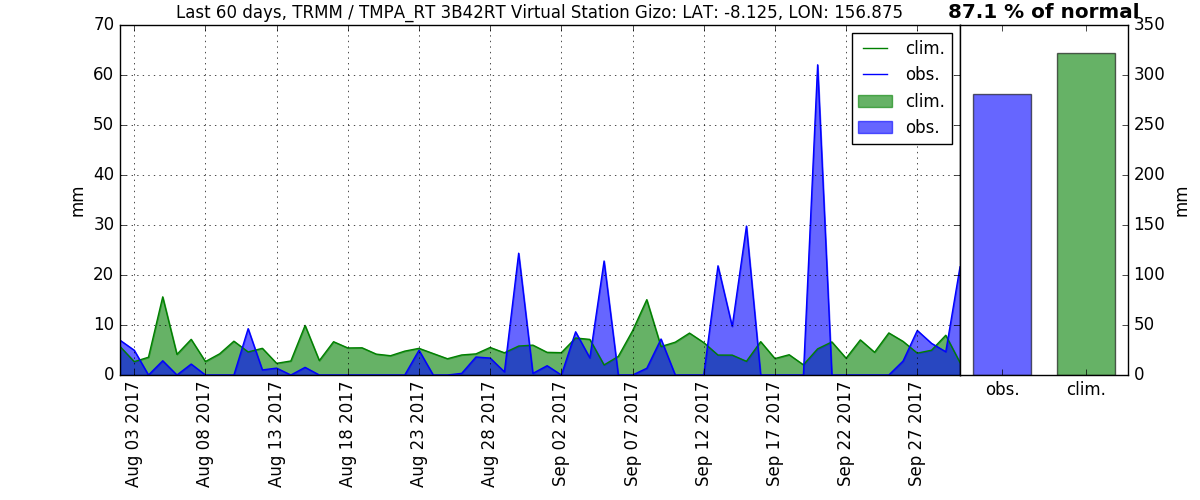 Last 60 days, TRMM / TMPA_RT 3B42RT Virtual Station Gizo: LAT: -8.125, LON: 156.875
87.1 % of normal
70
60
50
40
30
20
10
0
mm
clim.
obs.
clim.
obs.
350
300
250
200
150
100
50
0
mm
Aug 03 2017
Aug 08 2017
Aug 13 2017
Aug 18 2017
Aug 23 2017
Aug 28 2017
Sep 02 2017
Sep 07 2017
Sep 12 2017
Sep 17 2017
Sep 22 2017
Sep 27 2017
obs.
clim.